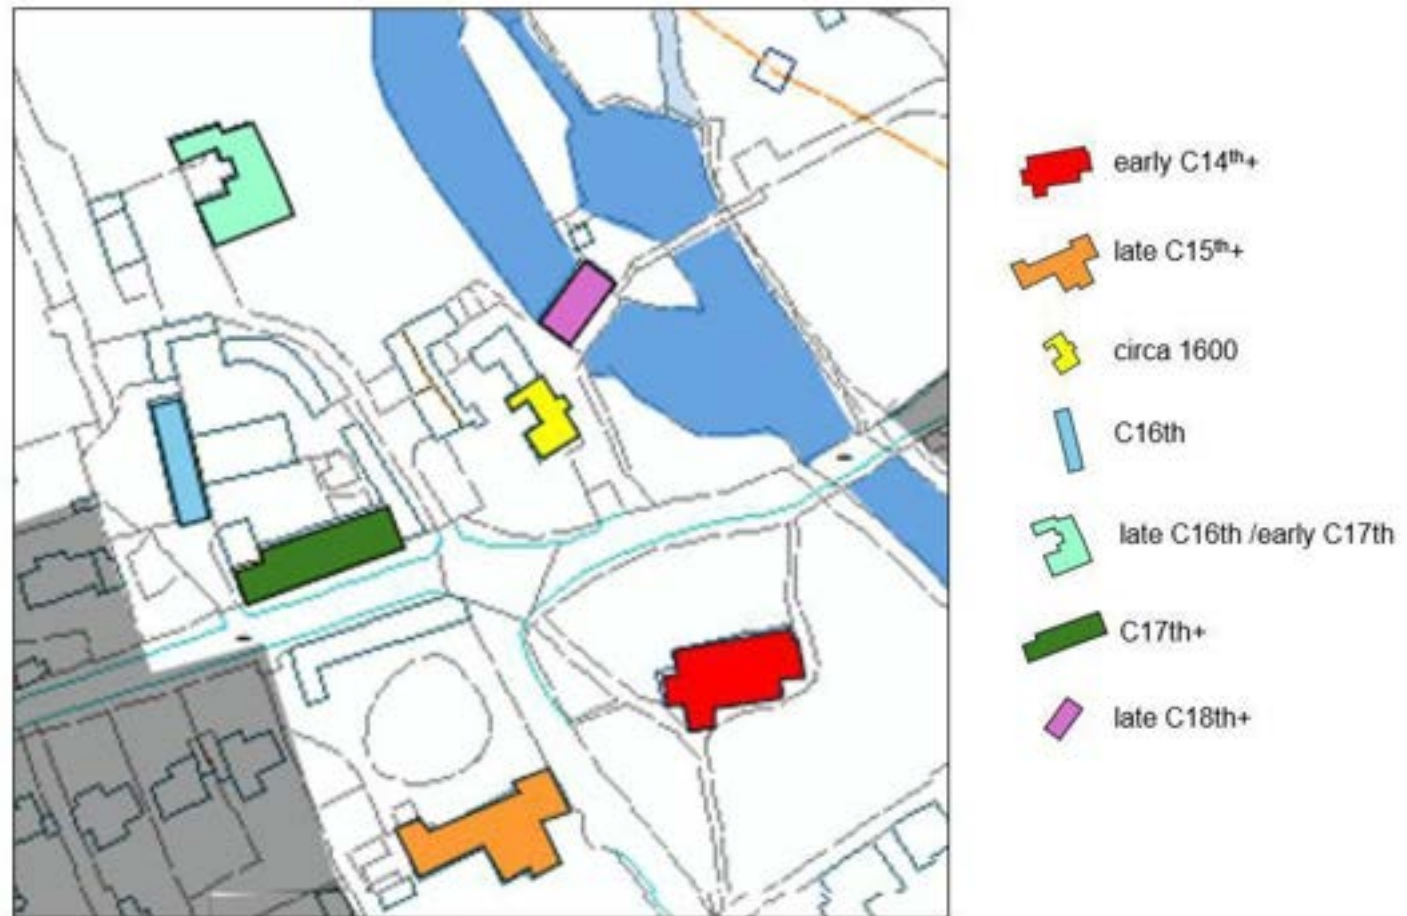 early C14th+
late C15th+
circa 1600
C16th
late C16th /early C17th
C17th+
late C18th+